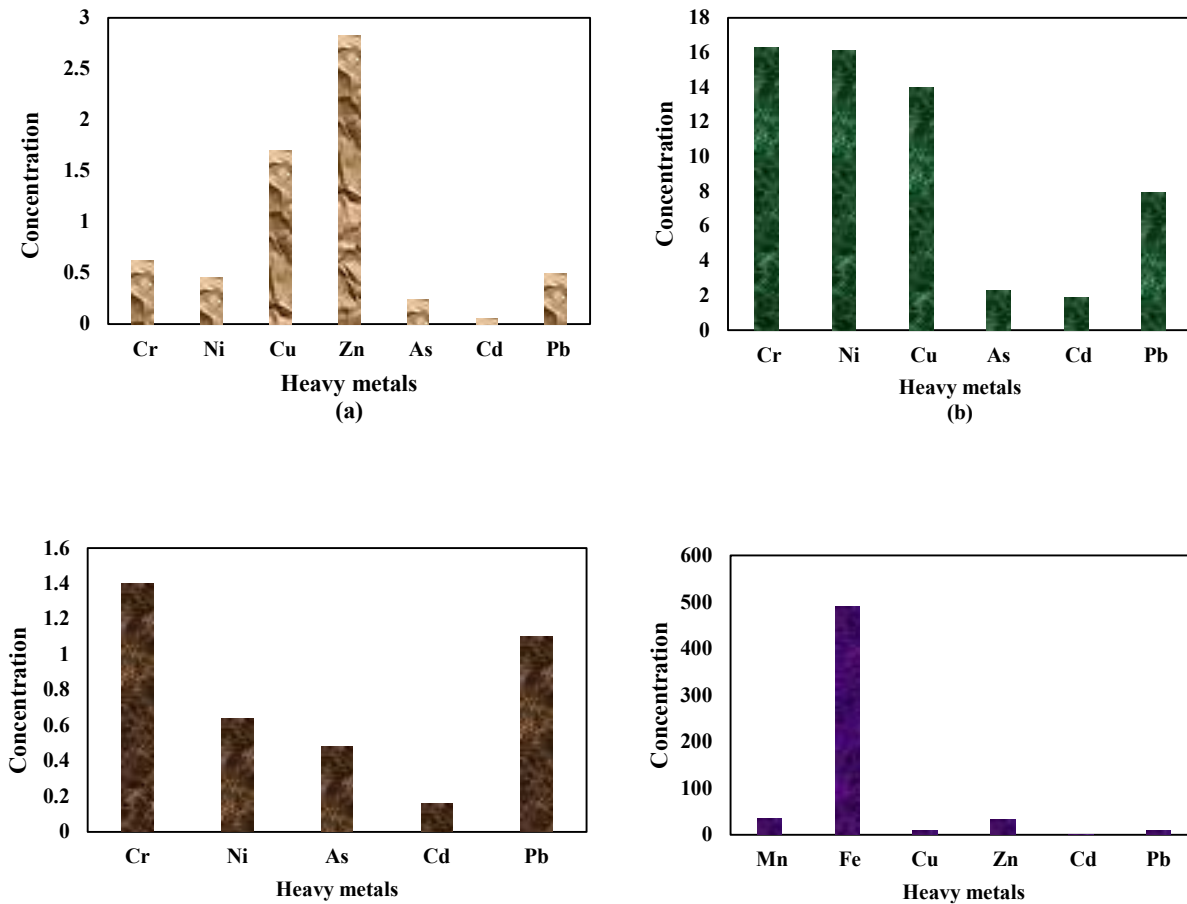 3
2.5
2
1.5
1
0.5
0
Concentration
Cr Ni Cu Zn As Cd Pb
Heavy metals
(a)
18
16
14
12
10
8
6
4
2
0
Concentration
Cr Ni Cu As Cd Pb
Heavy metals
(b)
1.6
1.4
1.2
1
0.8
0.6
0.4
0.2
0
Concentration
Cr Ni As Cd Pb
Heavy metals
600
500
400
300
200
100
0
Concentration
Mn Fe Cu Zn Cd Pb
Heavy metals